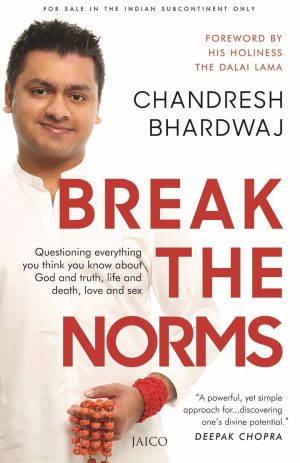 FOR SALE IN THE INDIAN SUBCONTINENT ONLY
FOREWORD BY
HIS HOLINESS
THE DALAI LAMA
CHANDRESH
BHARDWAJ
BREAK
THE
NORMS
Questioning everything
you think you know about
God and truth, life and
death, love and sex
"A powerful, yet simple
approach for...discovering
one's divine potential."
DEEPAK CHOPRA
JAICO